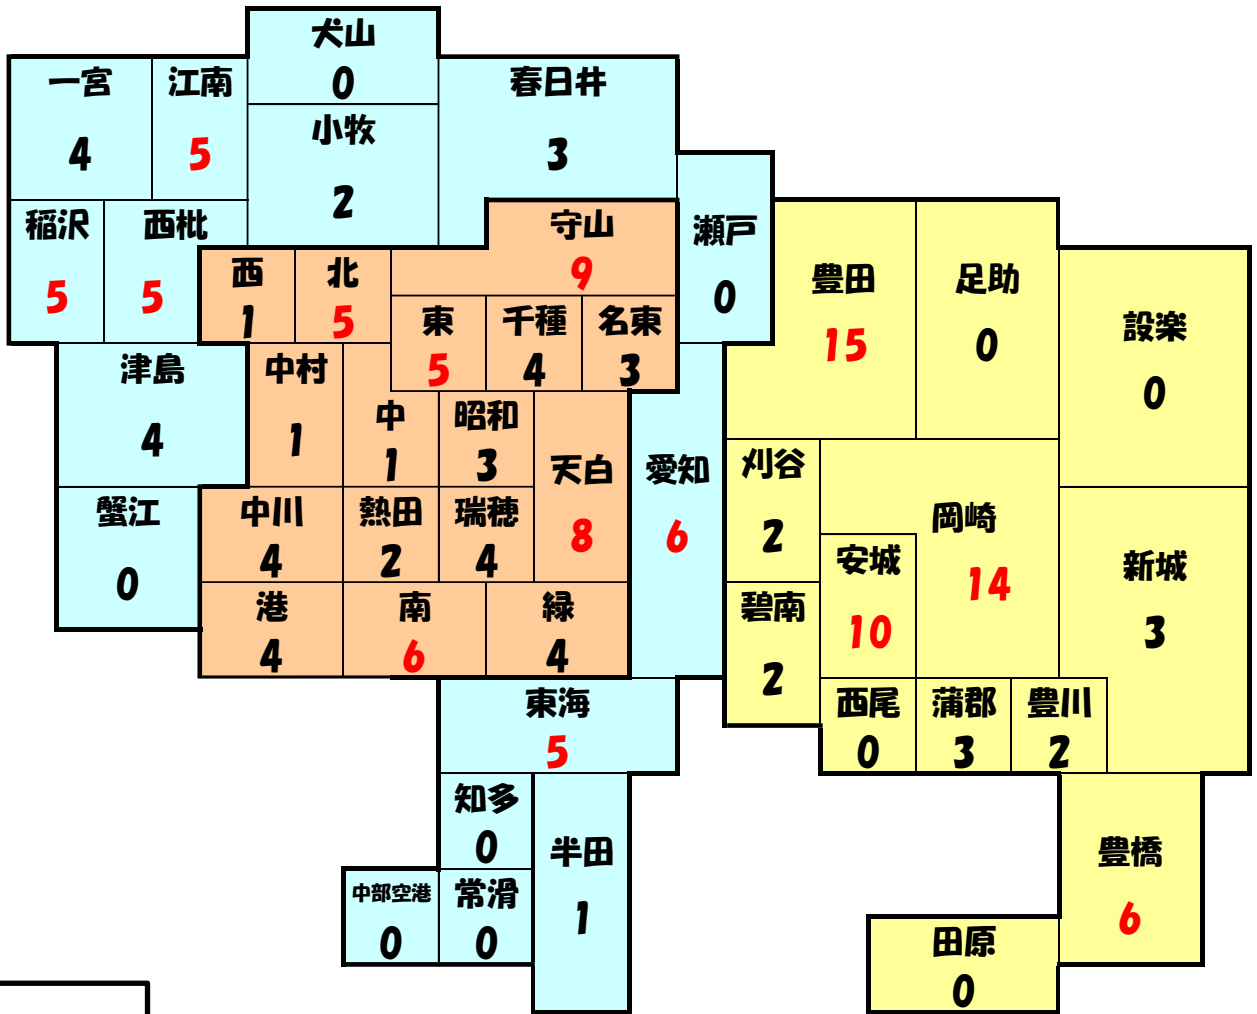 犬山
0
一宮
4
江南
5
小牧
2
春日井
3
稲沢
5
西枇
5
瀬戸
0
守山
9
西
1
北
5
東
5
千種
4
名東
3
津島
4
中村
1
中
1
昭和
3
天白
8
愛知
6
蟹江
0
中川
4
熱田
2
瑞穂
4
港
4
南
6
緑
4
豊田
15
足助
0
設楽
0
刈谷
2
岡崎
14
安城
10
新城
3
碧南
2
西尾
0
蒲郡
3
豊川
2
東海
5
知多
0
半田
1
中部空港
0
常滑
0
豊橋
6
田原
0